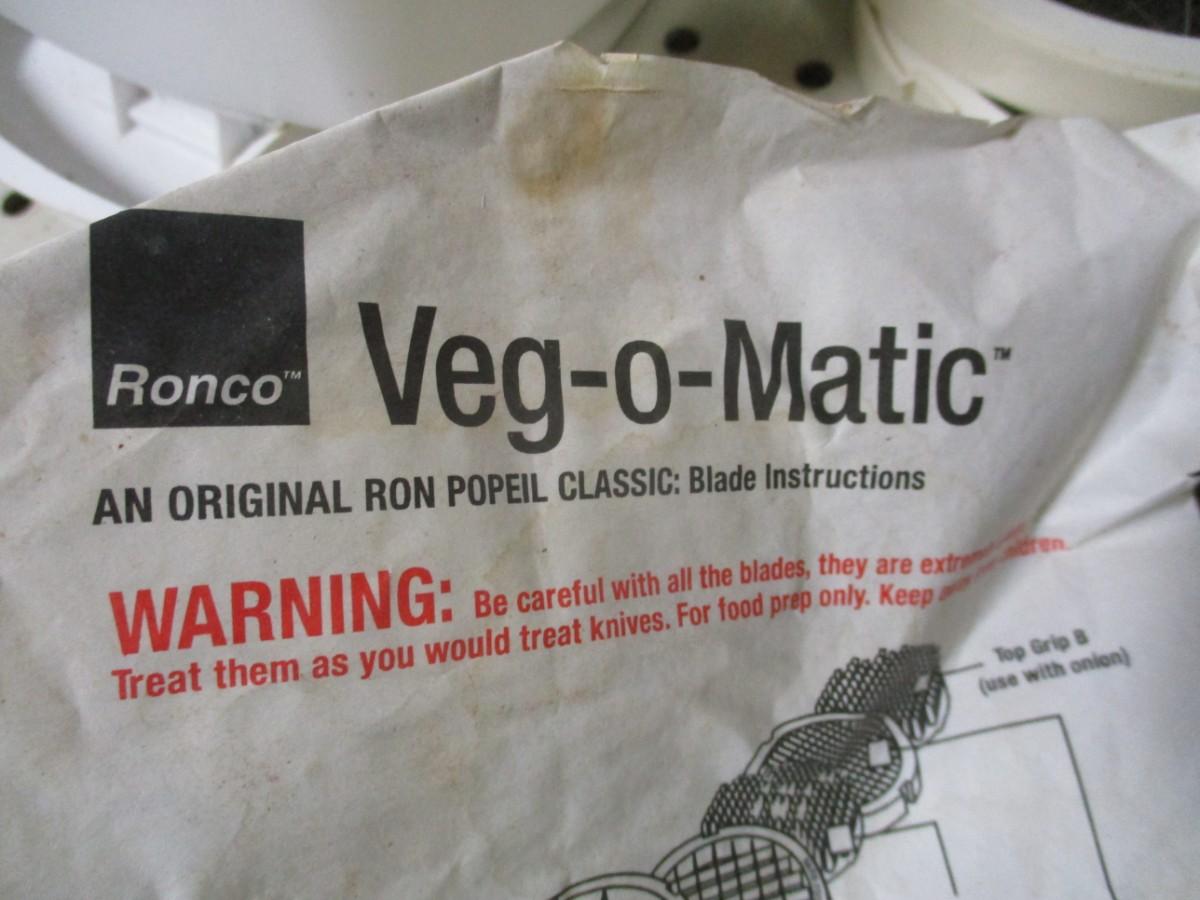 Ronco™
Veg-o-Matic™
AN ORIGINAL RON POPEIL CLASSIC: Blade Instructions
WARNING: Be careful with all the blades, they are
Treat them as you would treat knives. For food prep only. Keep
Top Grip B
(use with onion)